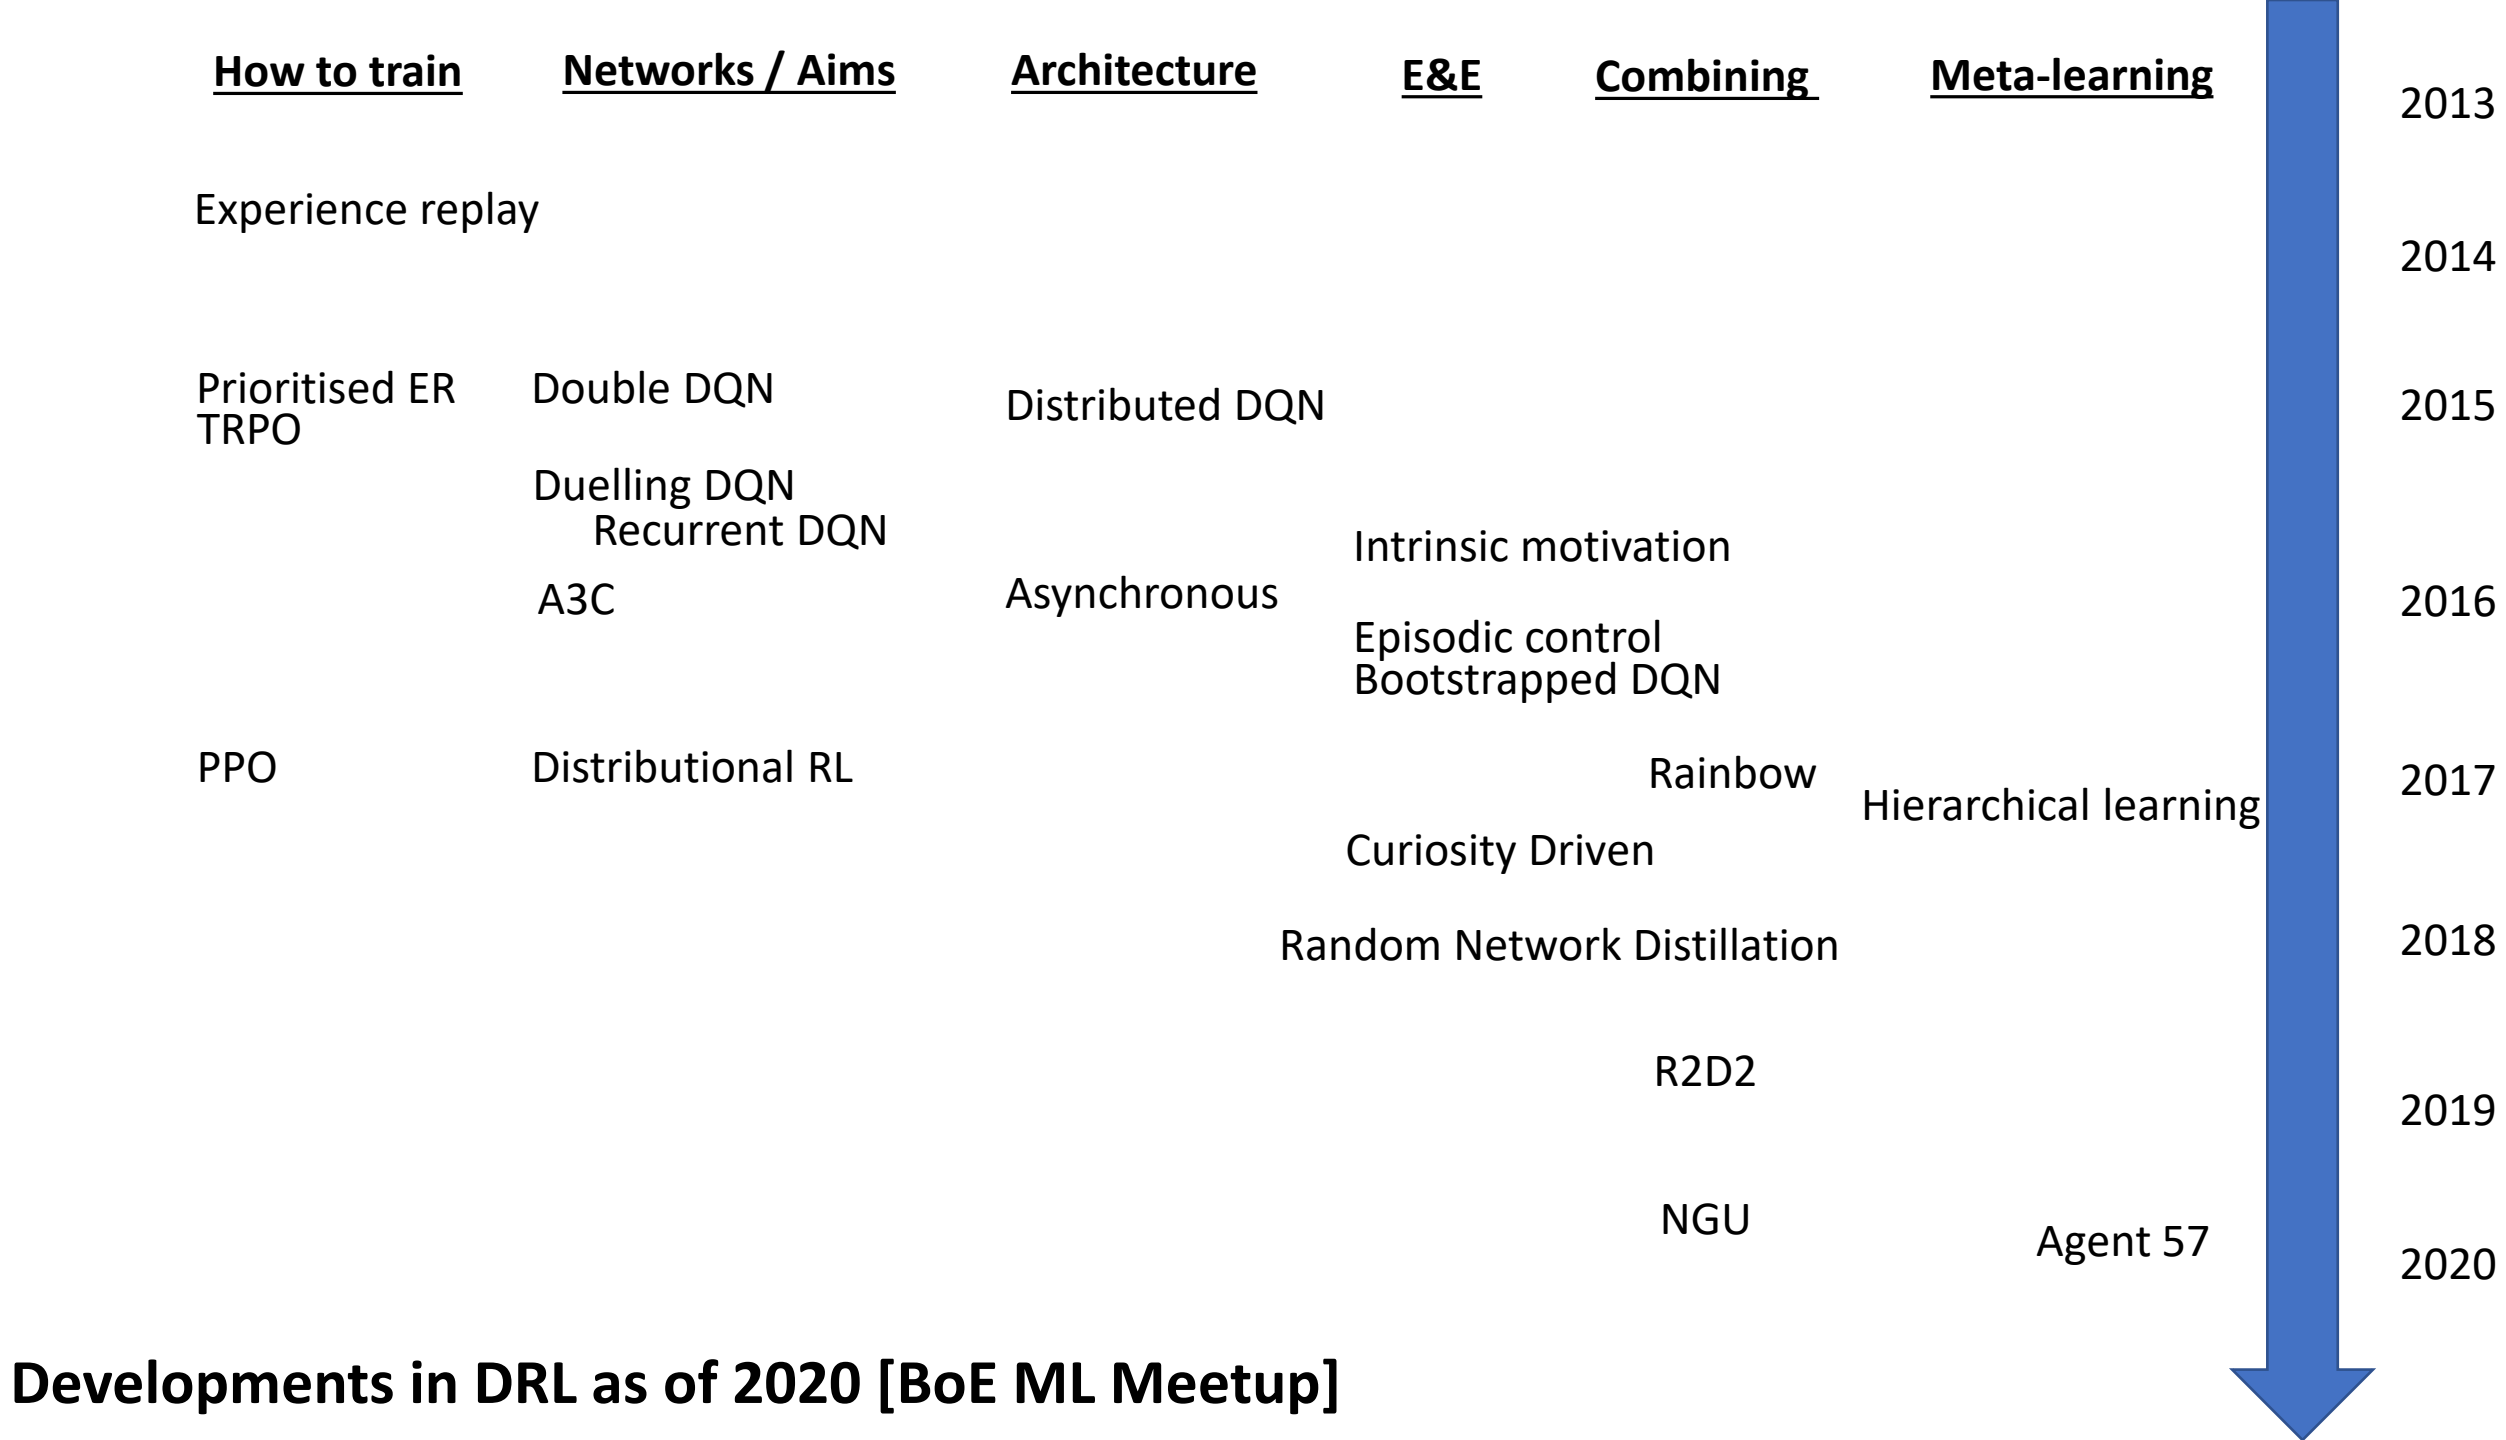 How to train
Networks / Aims
Architecture
E&E
Combining
Meta-learning
2013
Experience replay
2014
Prioritised ER
Double DQN
Distributed DQN
2015
TRPO
Duelling DQN
Recurrent DQN
Intrinsic motivation
A3C
Asynchronous
2016
Episodic control
Bootstrapped DQN
PPO
Distributional RL
Rainbow
2017
Hierarchical learning
Curiosity Driven
Random Network Distillation
2018
R2D2
2019
NGU
Agent 57
2020
Developments in DRL as of 2020 [BoE ML Meetup]